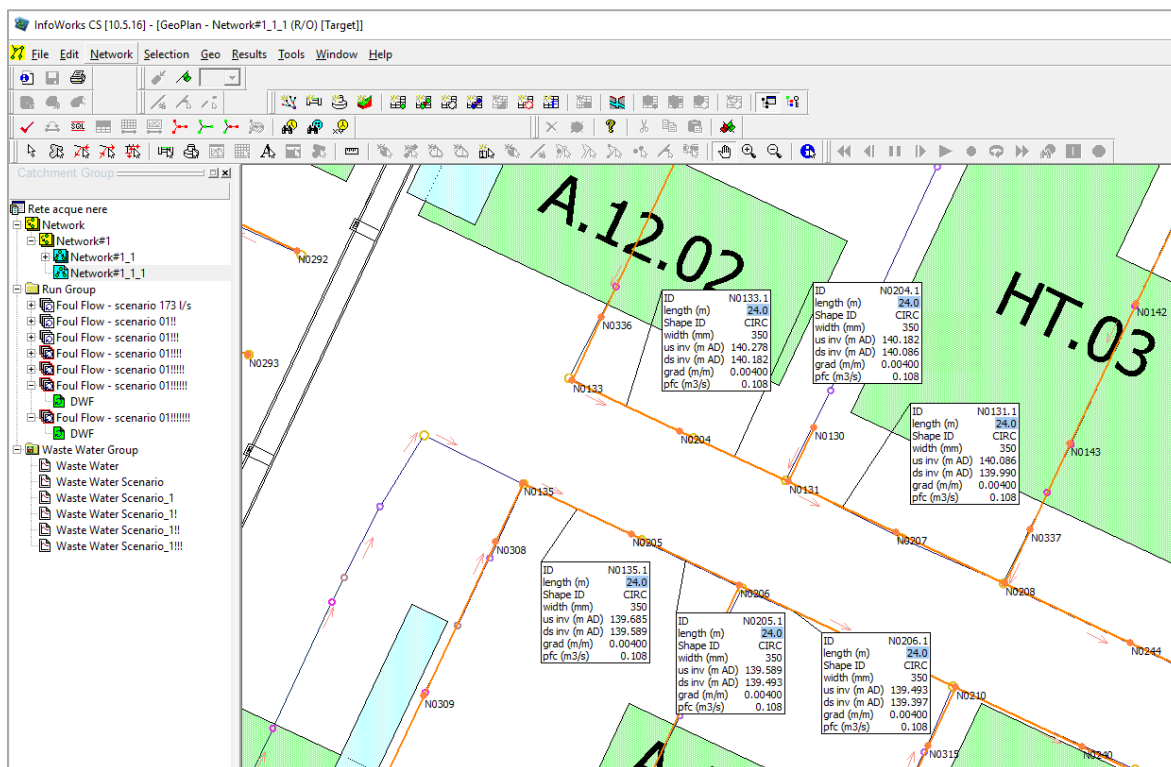 InfoWorks CS [10.5.16] - [GeoPlan - Network#1_1_1 (R/O) [Target]]
File Edit Network Selection Geo Results Tools Window Help
Catchment Group
Rete acque nere
Network
Network#1
Network#1_1
Network#1_1_1
Run Group
Foul Flow - scenario 173 l/s
Foul Flow - scenario 01!!
Foul Flow - scenario 01!!!
Foul Flow - scenario 01!!!!
Foul Flow - scenario 01!!!!!
Foul Flow - scenario 01!!!!!!
DWF
Foul Flow - scenario 01!!!!!!!
DWF
Waste Water Group
Waste Water
Waste Water Scenario
Waste Water Scenario_1
Waste Water Scenario_1!
Waste Water Scenario_1!!
Waste Water Scenario_1!!!
A.12.02
HT.03
N0292
N0293
N0336
N0133
N0204
N0130
N0131
N0142
N0143
N0337
N0207
N0208
N0244
N0135
N0308
N0205
N0206
N0309
N0210
N0315
N0240
ID N0133.1
length (m) 24.0
Shape ID CIRC
width (mm) 350
us inv (m AD) 140.278
ds inv (m AD) 140.182
grad (m/m) 0.00400
pfc (m3/s) 0.108
ID N0204.1
length (m) 24.0
Shape ID CIRC
width (mm) 350
us inv (m AD) 140.182
ds inv (m AD) 140.086
grad (m/m) 0.00400
pfc (m3/s) 0.108
ID N0131.1
length (m) 24.0
Shape ID CIRC
width (mm) 350
us inv (m AD) 140.086
ds inv (m AD) 139.990
grad (m/m) 0.00400
pfc (m3/s) 0.108
ID N0135.1
length (m) 24.0
Shape ID CIRC
width (mm) 350
us inv (m AD) 139.685
ds inv (m AD) 139.589
grad (m/m) 0.00400
pfc (m3/s) 0.108
ID N0205.1
length (m) 24.0
Shape ID CIRC
width (mm) 350
us inv (m AD) 139.589
ds inv (m AD) 139.493
grad (m/m) 0.00400
pfc (m3/s) 0.108
ID N0206.1
length (m) 24.0
Shape ID CIRC
width (mm) 350
us inv (m AD) 139.493
ds inv (m AD) 139.397
grad (m/m) 0.00400
pfc (m3/s) 0.108